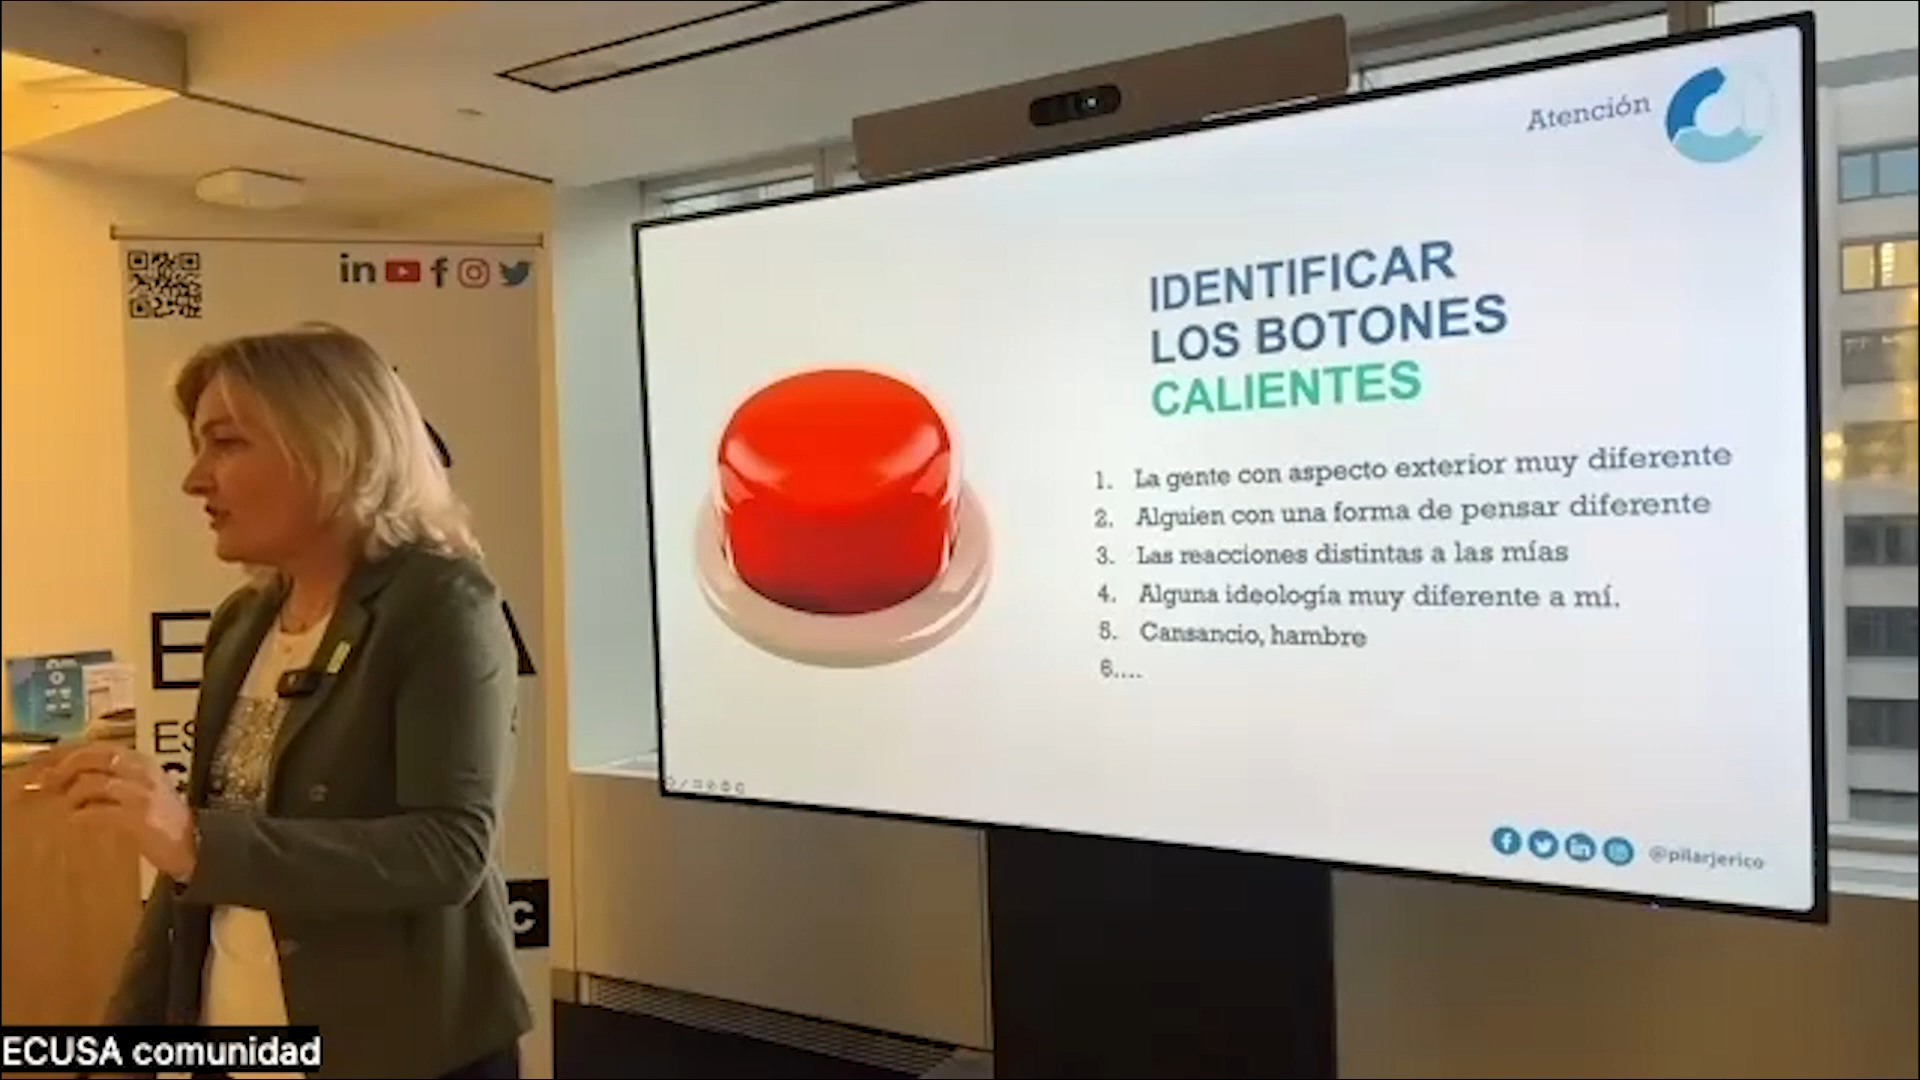 Atención
IDENTIFICAR
LOS BOTONES
CALIENTES
1. La gente con aspecto exterior muy diferente
2. Alguien con una forma de pensar diferente
3. Las reacciones distintas a las mías
4. Alguna ideología muy diferente a mí.
5. Cansancio, hambre
6....
@pilarjerico
in f
E A
ES
C
ECUSA comunidad